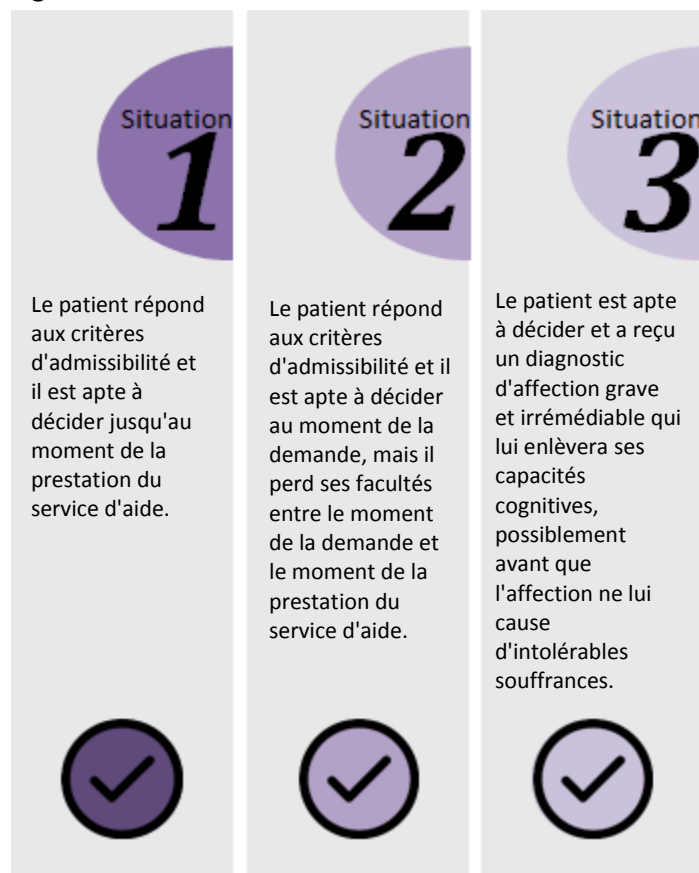 Situation
1
Le patient répond
aux critères
d'admissibilité et
il est apte à
décider jusqu'au
moment de la
prestation du
service d'aide.
Situation
2
Le patient répond
aux critères
d'admissibilité et il
est apte à décider
au moment de la
demande, mais il
perd ses facultés
entre le moment
de la demande et
le moment de la
prestation du
service d'aide.
Situation
3
Le patient est apte
à décider et a reçu
un diagnostic
d'affection grave
et irrémédiable qui
lui enlèvera ses
capacités
cognitives,
possiblement
avant que
l'affection ne lui
cause
d'intolérables
souffrances.